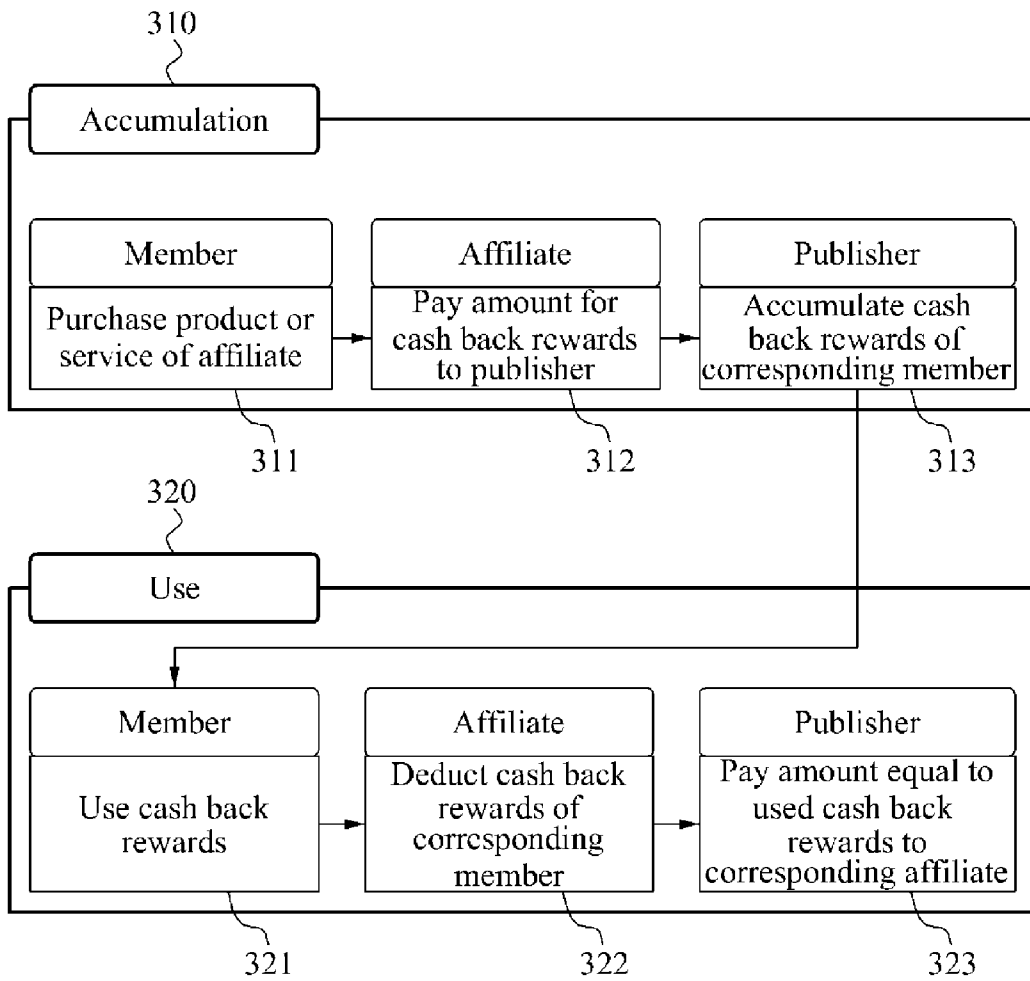 310
Accumulation
Member
Purchase product or
service of affiliate
Affiliate
Pay amount for
cash back rewards
to publisher
Publisher
Accumulate cash
back rewards of
corresponding member
311
312
313
320
Use
Member
Use cash back
rewards
Affiliate
Deduct cash back
rewards of
corresponding
member
Publisher
Pay amount equal to
used cash back
rewards to
corresponding affiliate
321
322
323